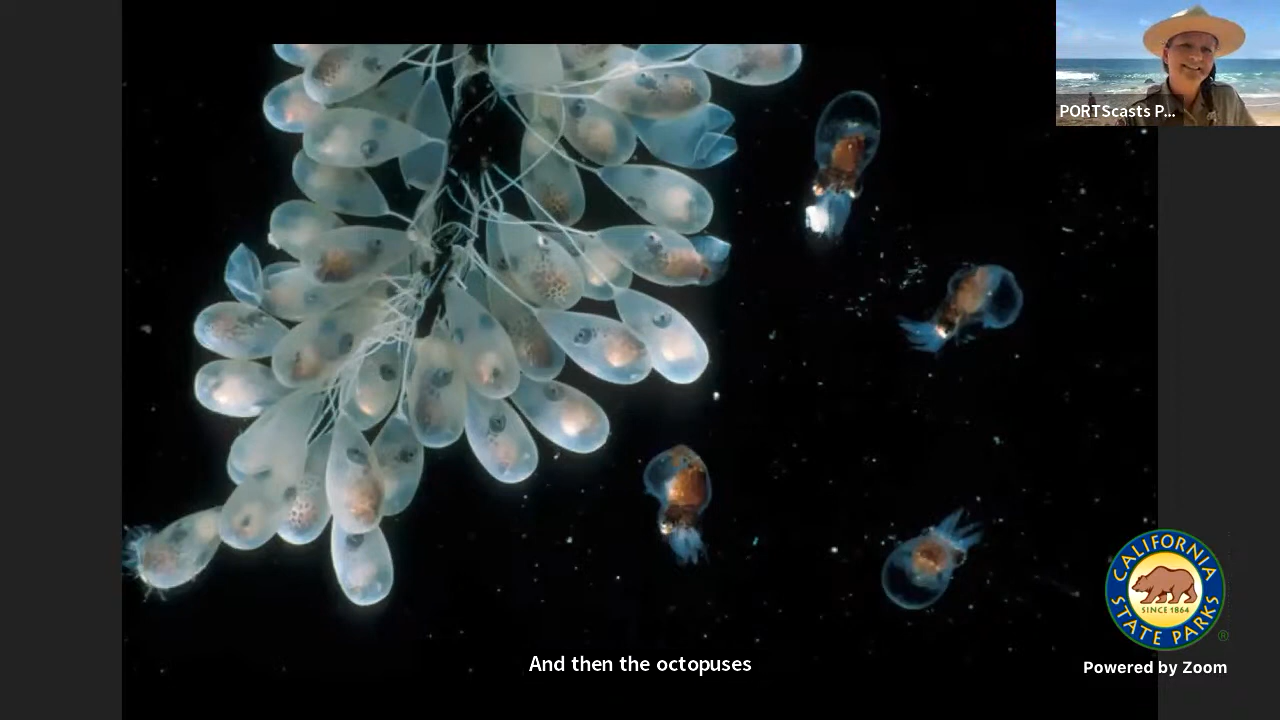 PORTScasts P...
CALIFORNIA
SINCE 1864
STATE PARKS
®
Powered by Zoom
And then the octopuses